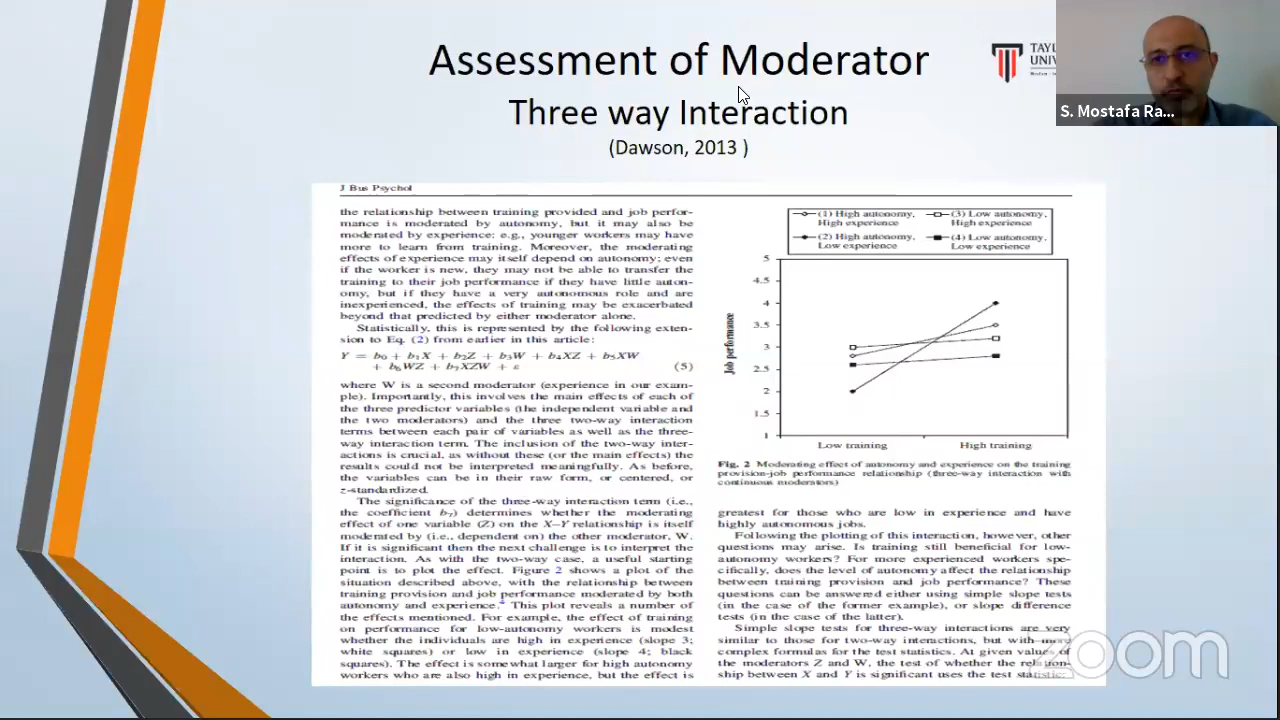 Assessment of Moderator
Three way Interaction
(Dawson, 2013 )
TAYL
UNIV
S. Mostafa Ra...
J Bus Psychol
the relationship between training provided and job perfor-
mance is moderated by autonomy, but it may also be
moderated by experience; e.g., younger workers may have
more to learn from training. Moreover, the moderating
effects of experience may itself depend on autonomy; even
if the worker is new, they may not be able to transfer the
training to their job performance if they have little auton-
omy, but if they have a very autonomous role and are
inexperienced, the effects of training may be exacerbated
beyond that predicted by either moderator alone.
Statistically, this is represented by the following exten-
sion to Eq. (2) from earlier in this article:
Y = b₀ + b₁X + b₂Z + b₃W + b₄XZ + b₅XW
+ b₆WZ + b₇XZW + ε (5)
where W is a second moderator (experience in our exam-
ple). Importantly, this involves the main effects of each of
the three predictor variables (the independent variable and
the two moderators) and the three two-way interaction
terms between each pair of variables as well as the three-
way interaction term. The inclusion of the two-way inter-
actions is crucial, as without these (or the main effects) the
results could not be interpreted meaningfully. As before,
the variables can be in their raw form, or centered, or
z-standardized.
The significance of the three-way interaction term (i.e.,
the coefficient b₇) determines whether the moderating
effect of one variable (Z) on the X–Y relationship is itself
moderated by (i.e., dependent on) the other moderator, W.
If it is significant then the next challenge is to interpret the
interaction. As with the two-way case, a useful starting
point is to plot the effect. Figure 2 shows a plot of the
situation described above, with the relationship between
training provision and job performance moderated by both
autonomy and experience.⁴ This plot reveals a number of
the effects mentioned. For example, the effect of training
on performance for low-autonomy workers is modest
whether the individuals are high in experience (slope 3;
white squares) or low in experience (slope 4; black
squares). The effect is somewhat larger for high autonomy
workers who are also high in experience, but the effect is
(1) High autonomy, High experience
(3) Low autonomy, High experience
(2) High autonomy, Low experience
(4) Low autonomy, Low experience
5
4.5
4
3.5
3
2.5
2
1.5
1
Job performance
Low training High training
Fig. 2 Moderating effect of autonomy and experience on the training
provision-job performance relationship (three-way interaction with
continuous moderators)
greatest for those who are low in experience and have
highly autonomous jobs.
Following the plotting of this interaction, however, other
questions may arise. Is training still beneficial for low-
autonomy workers? For more experienced workers spe-
cifically, does the level of autonomy affect the relationship
between training provision and job performance? These
questions can be answered either using simple slope tests
(in the case of the former example), or slope difference
tests (in the case of the latter).
Simple slope tests for three-way interactions are very
similar to those for two-way interactions, but with more
complex formulas for the test statistics. At given values of
the moderators Z and W, the test of whether the relation-
ship between X and Y is significant uses the test statistic:
zoom